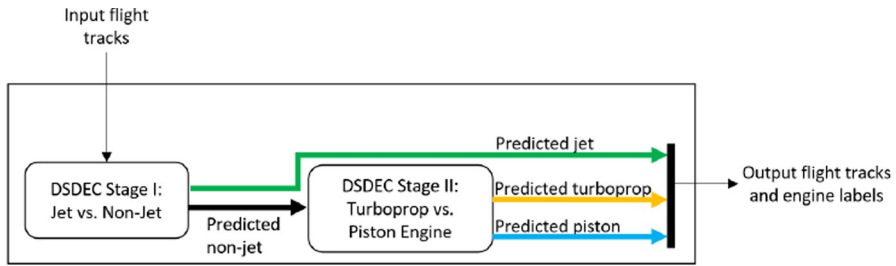 Input flight
tracks
Predicted jet
DSDEC Stage I:
Jet vs. Non-Jet
Predicted
non-jet
DSDEC Stage II:
Turboprop vs.
Piston Engine
Predicted turboprop
Predicted piston
Output flight tracks
and engine labels